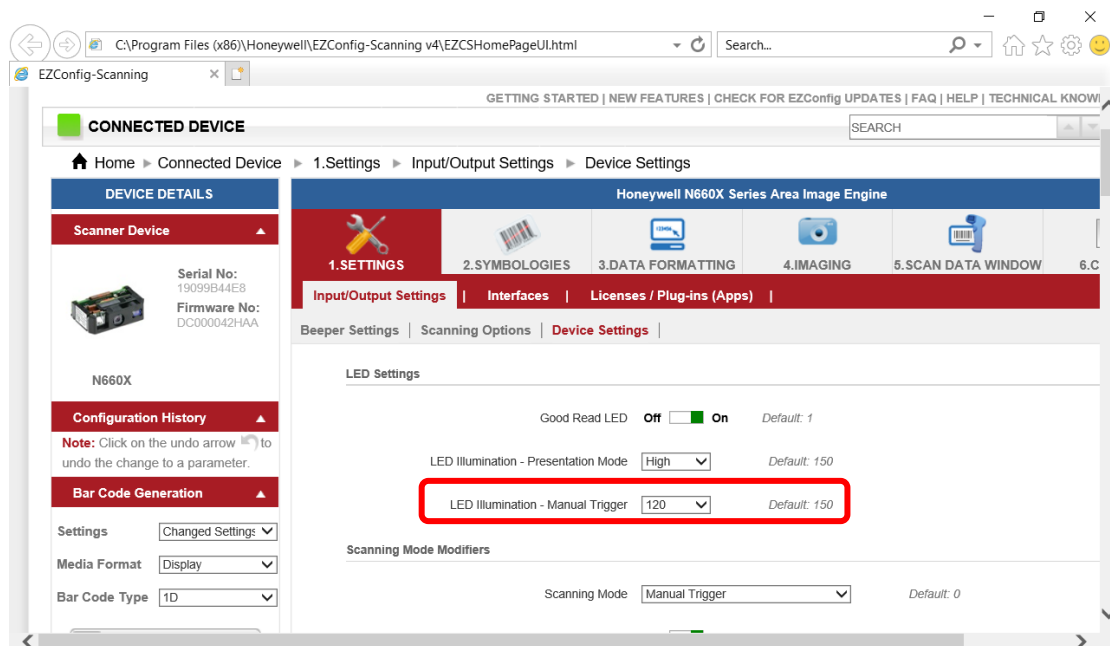 C:\Program Files (x86)\Honeywell\EZConfig-Scanning v4\EZCSHomePageUI.html
Search...
EZConfig-Scanning
GETTING STARTED | NEW FEATURES | CHECK FOR EZConfig UPDATES | FAQ | HELP | TECHNICAL KNOW
CONNECTED DEVICE
SEARCH
Home Connected Device 1.Settings Input/Output Settings Device Settings
DEVICE DETAILS
Honeywell N660X Series Area Image Engine
Scanner Device
1.SETTINGS 2.SYMBOLOGIES 3.DATA FORMATTING 4.IMAGING 5.SCAN DATA WINDOW 6.C
Serial No:
19099B44E8
Firmware No:
DC000042HAA
N660X
Input/Output Settings | Interfaces | Licenses / Plug-ins (Apps) |
Beeper Settings | Scanning Options | Device Settings |
Configuration History
Note: Click on the undo arrow to
undo the change to a parameter.
Bar Code Generation
Settings Changed Settings
Media Format Display
Bar Code Type 1D
LED Settings
Good Read LED Off On Default: 1
LED Illumination - Presentation Mode High Default: 150
LED Illumination - Manual Trigger 120 Default: 150
Scanning Mode Modifiers
Scanning Mode Manual Trigger Default: 0